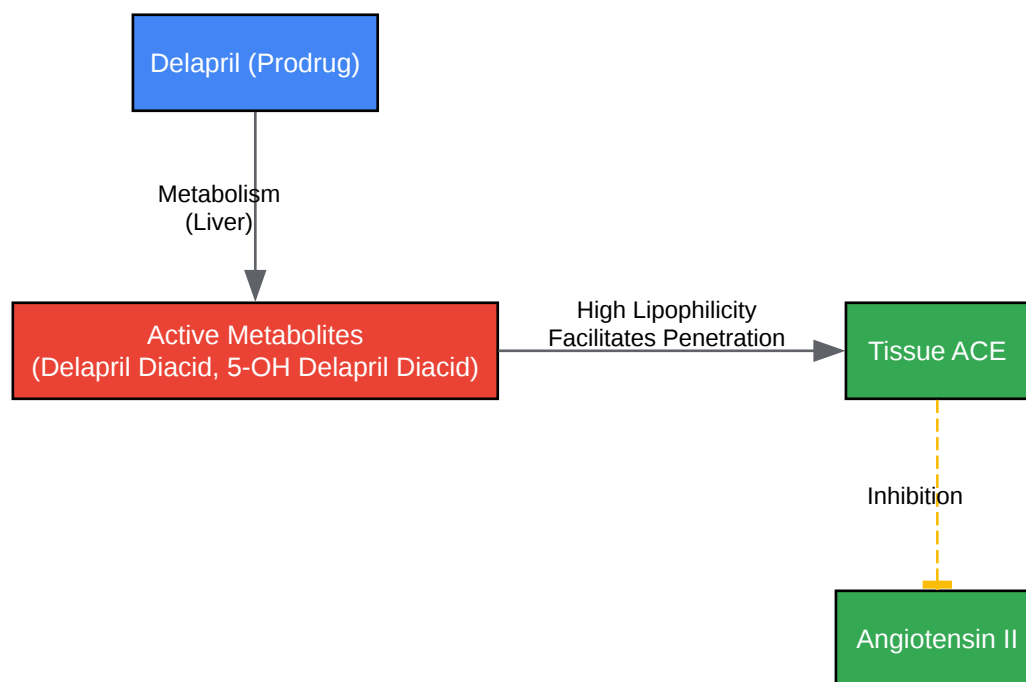 Delapril (Prodrug)
Metabolism
(Liver)
Active Metabolites
(Delapril Diacid, 5-OH Delapril Diacid)
High Lipophilicity
Facilitates Penetration
Tissue ACE
Inhibition
Angiotensin II